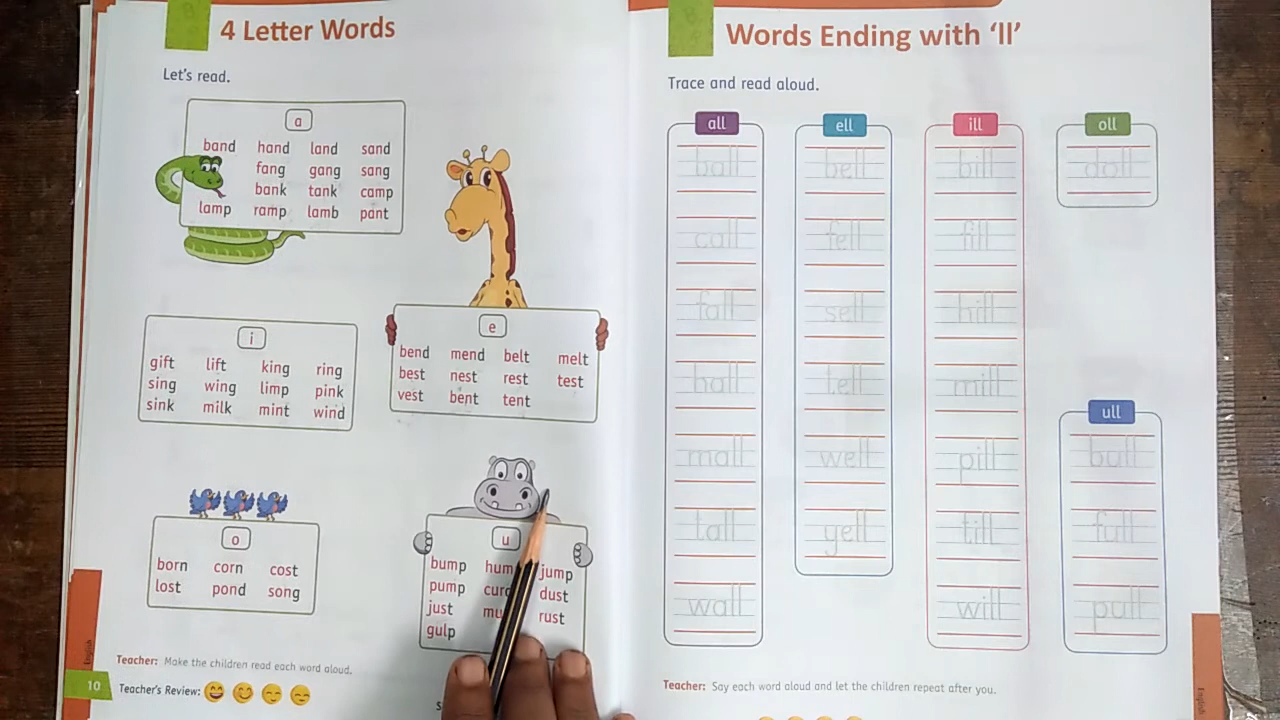 4 Letter Words
Let's read.
a
band hand land sand
fang gang sang
bank tank camp
lamp ramp lamb pant
e
bend mend belt melt
best nest rest test
vest bent tent
i
gift lift king ring
sing wing limp pink
sink milk mint wind
o
born corn cost
lost pond song
u
bump jump
pump dust
just rust
gulp
Teacher: Make the children read each word aloud.
10 Teacher's Review:
English
Words Ending with 'll'
Trace and read aloud.
all
ball
call
fall
hall
mall
tall
wall
ell
bell
fell
sell
tell
well
yell
ill
bill
fill
hill
mill
pill
till
will
oll
doll
ull
bull
full
pull
Teacher: Say each word aloud and let the children repeat after you.
English